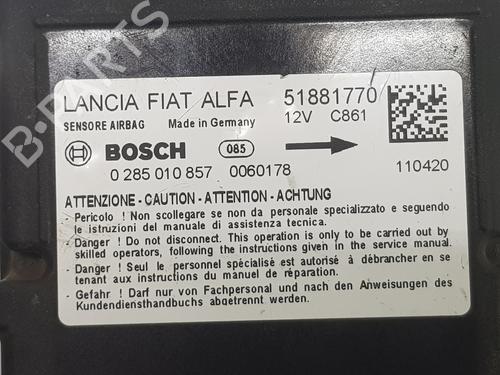 B-PARTS
LANCIA FIAT ALFA 51881770
SENSORE AIRBAG Made in Germany 12V C861
BOSCH 085
0 285 010 857 0060178 110420
ATTENZIONE - CAUTION - ATTENTION - ACHTUNG
- Pericolo ! Non scollegare se non da personale specializzato e seguendo
le istruzioni del manuale di assistenza tecnica.
- Danger ! Do not disconnect. This operation is only to be carried out by
skilled operators, following the instructions given in the service manual.
- Danger ! Seul le personnel spécialisé est autorisé à débrancher en se
tenant aux instructions du manuel de réparation.
- Gefahr ! Darf nur von Fachpersonal und nach den Anweisungen des
Kundendiensthandbuchs abgetrennt werden.